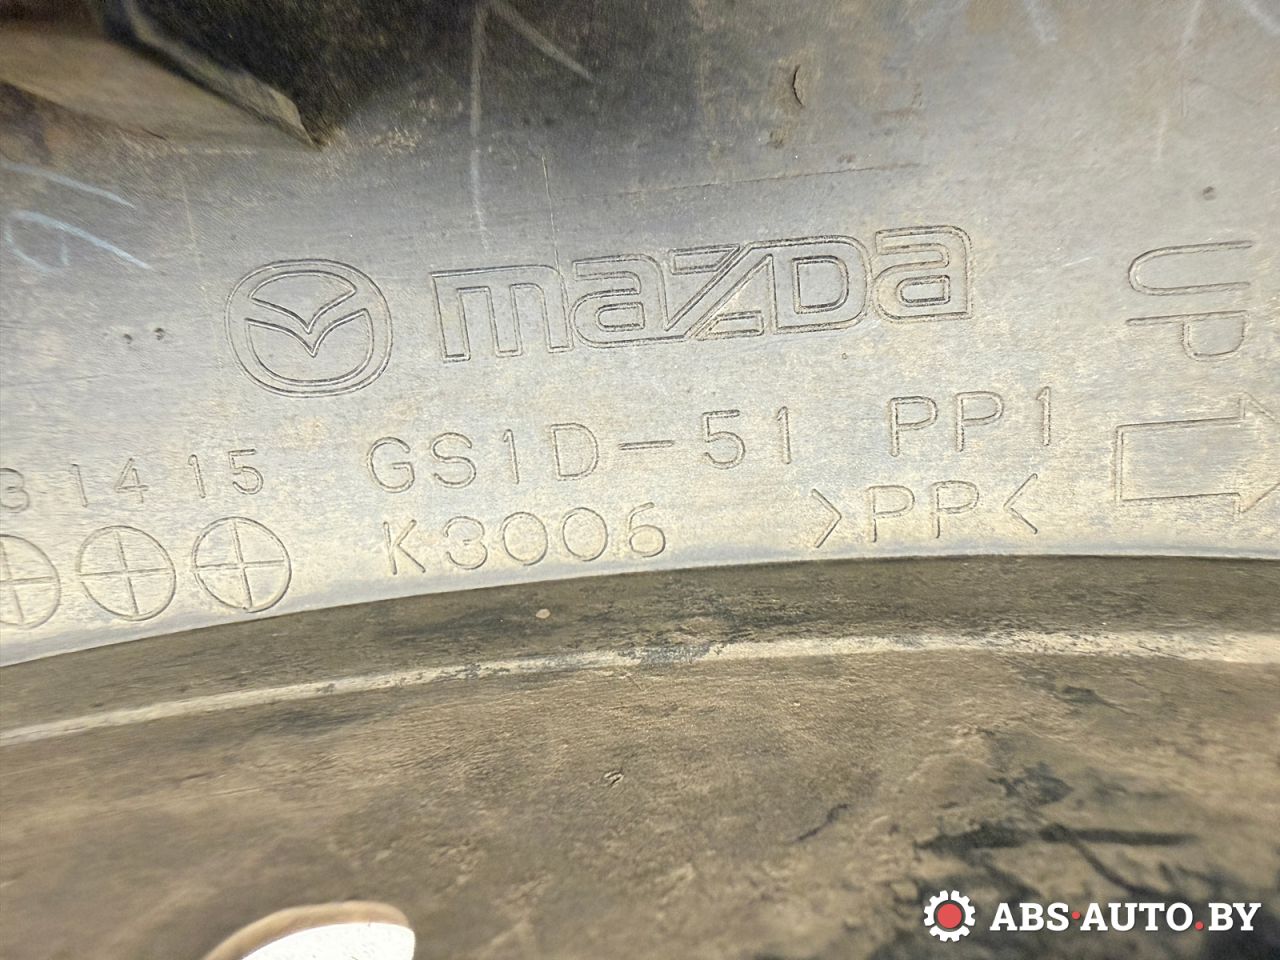 mazda
UP
3 14 15 GS1D-51 PP1
K3006 >PP<
ABS·AUTO.BY